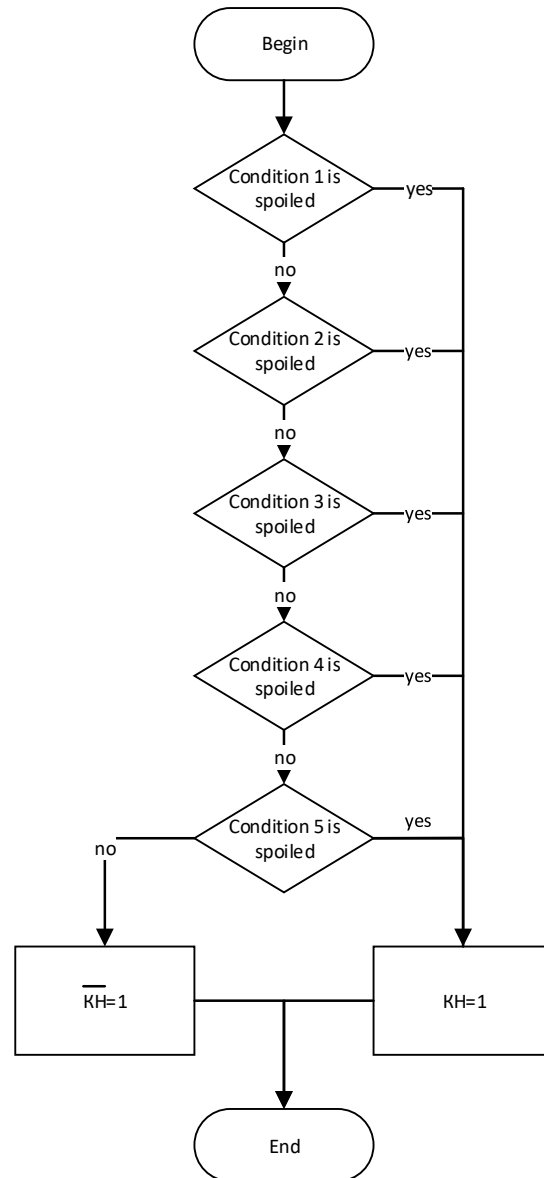 Begin
Condition 1 is
spoiled
yes
no
Condition 2 is
spoiled
yes
no
Condition 3 is
spoiled
yes
no
Condition 4 is
spoiled
yes
no
Condition 5 is
spoiled
yes
no
K̅H̅=1
KH=1
End